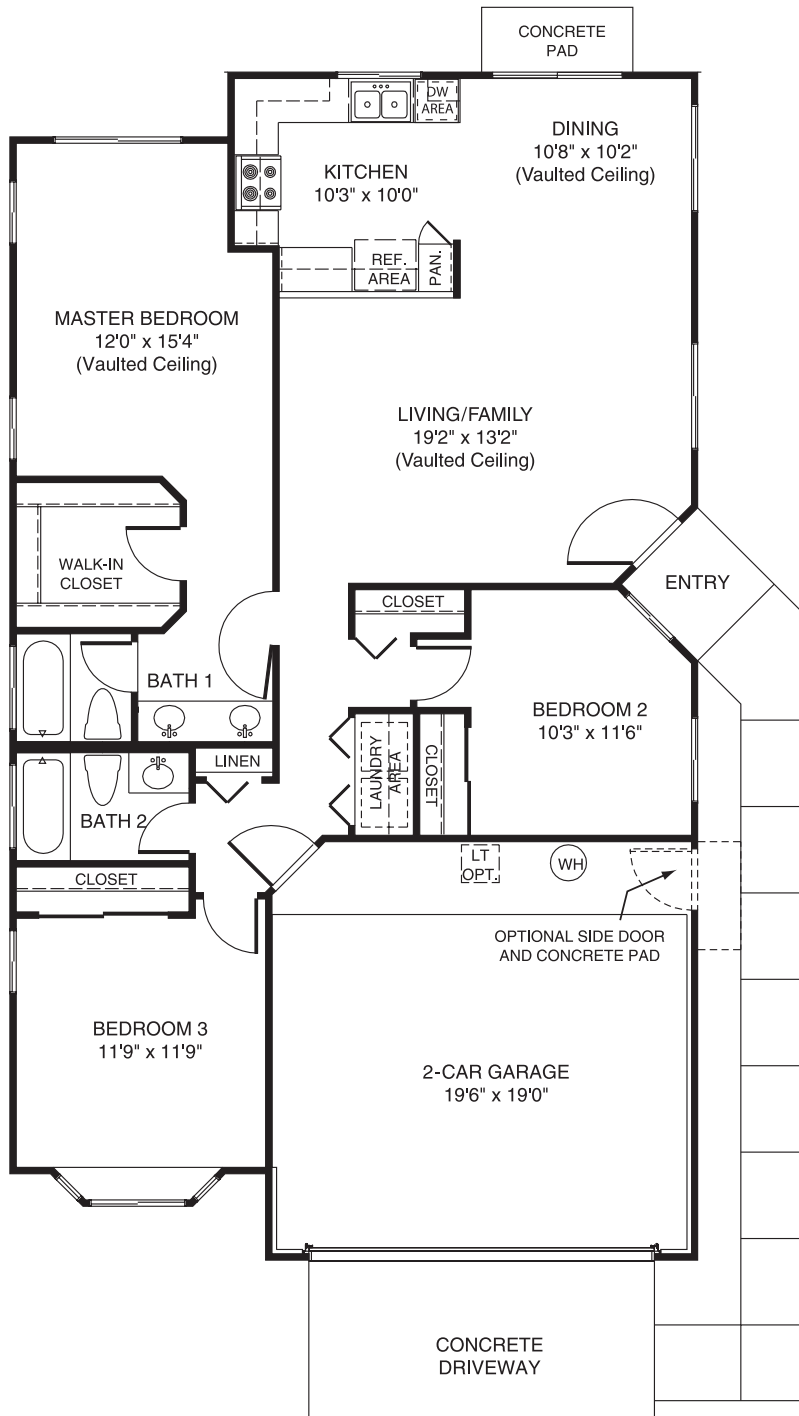 CONCRETE
PAD
DW
AREA
DINING
10'8" x 10'2"
(Vaulted Ceiling)
KITCHEN
10'3" x 10'0"
REF.
AREA
PAN.
MASTER BEDROOM
12'0" x 15'4"
(Vaulted Ceiling)
LIVING/FAMILY
19'2" x 13'2"
(Vaulted Ceiling)
WALK-IN
CLOSET
ENTRY
CLOSET
BATH 1
BEDROOM 2
10'3" x 11'6"
LINEN
LAUNDRY
AREA
CLOSET
BATH 2
CLOSET
LT
OPT.
WH
OPTIONAL SIDE DOOR
AND CONCRETE PAD
BEDROOM 3
11'9" x 11'9"
2-CAR GARAGE
19'6" x 19'0"
CONCRETE
DRIVEWAY